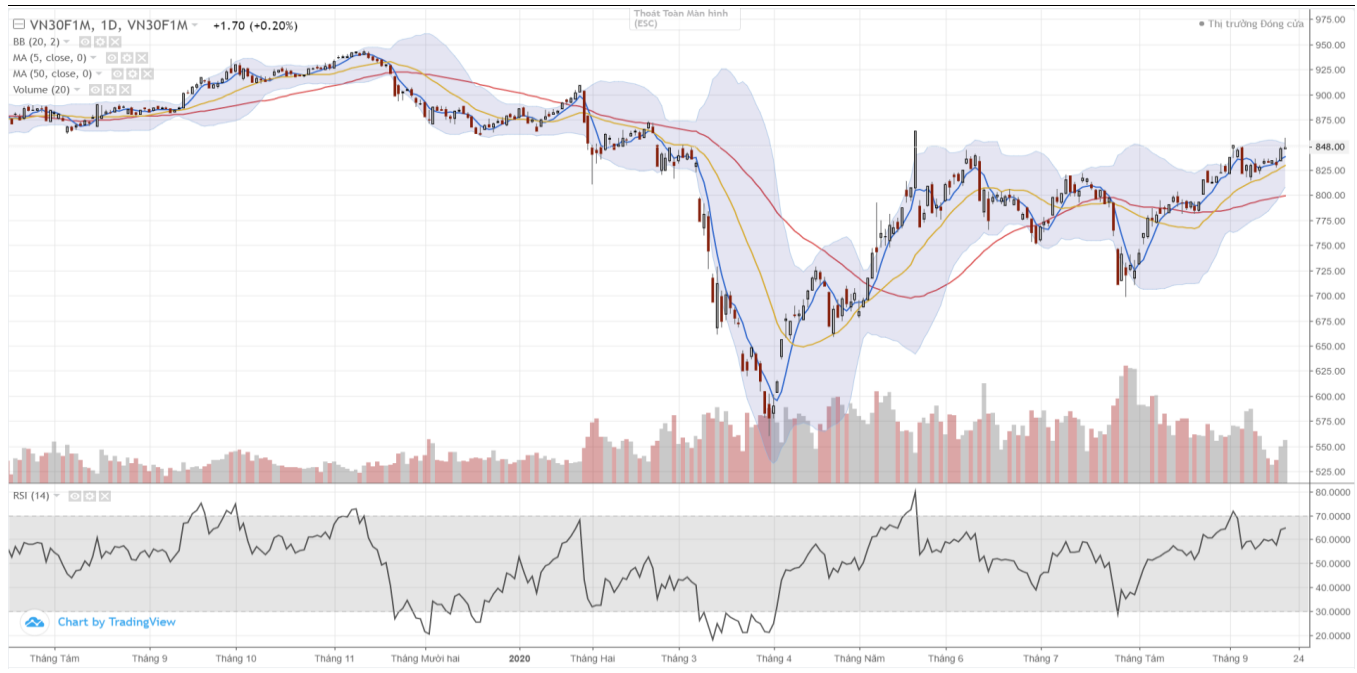 Thoát Toàn Màn hình
(ESC)
VN30F1M, 1D, VN30F1M +1.70 (+0.20%)
Thị trường Đóng cửa
BB (20, 2)
MA (5, close, 0)
MA (50, close, 0)
Volume (20)
975.00
950.00
925.00
900.00
875.00
848.00
825.00
800.00
775.00
750.00
725.00
700.00
675.00
650.00
625.00
600.00
575.00
550.00
525.00
RSI (14)
80.0000
70.0000
60.0000
50.0000
40.0000
30.0000
20.0000
Chart by TradingView
Tháng Tám Tháng 9 Tháng 10 Tháng 11 Tháng Mười hai 2020 Tháng Hai Tháng 3 Tháng 4 Tháng Năm Tháng 6 Tháng 7 Tháng Tám Tháng 9 24